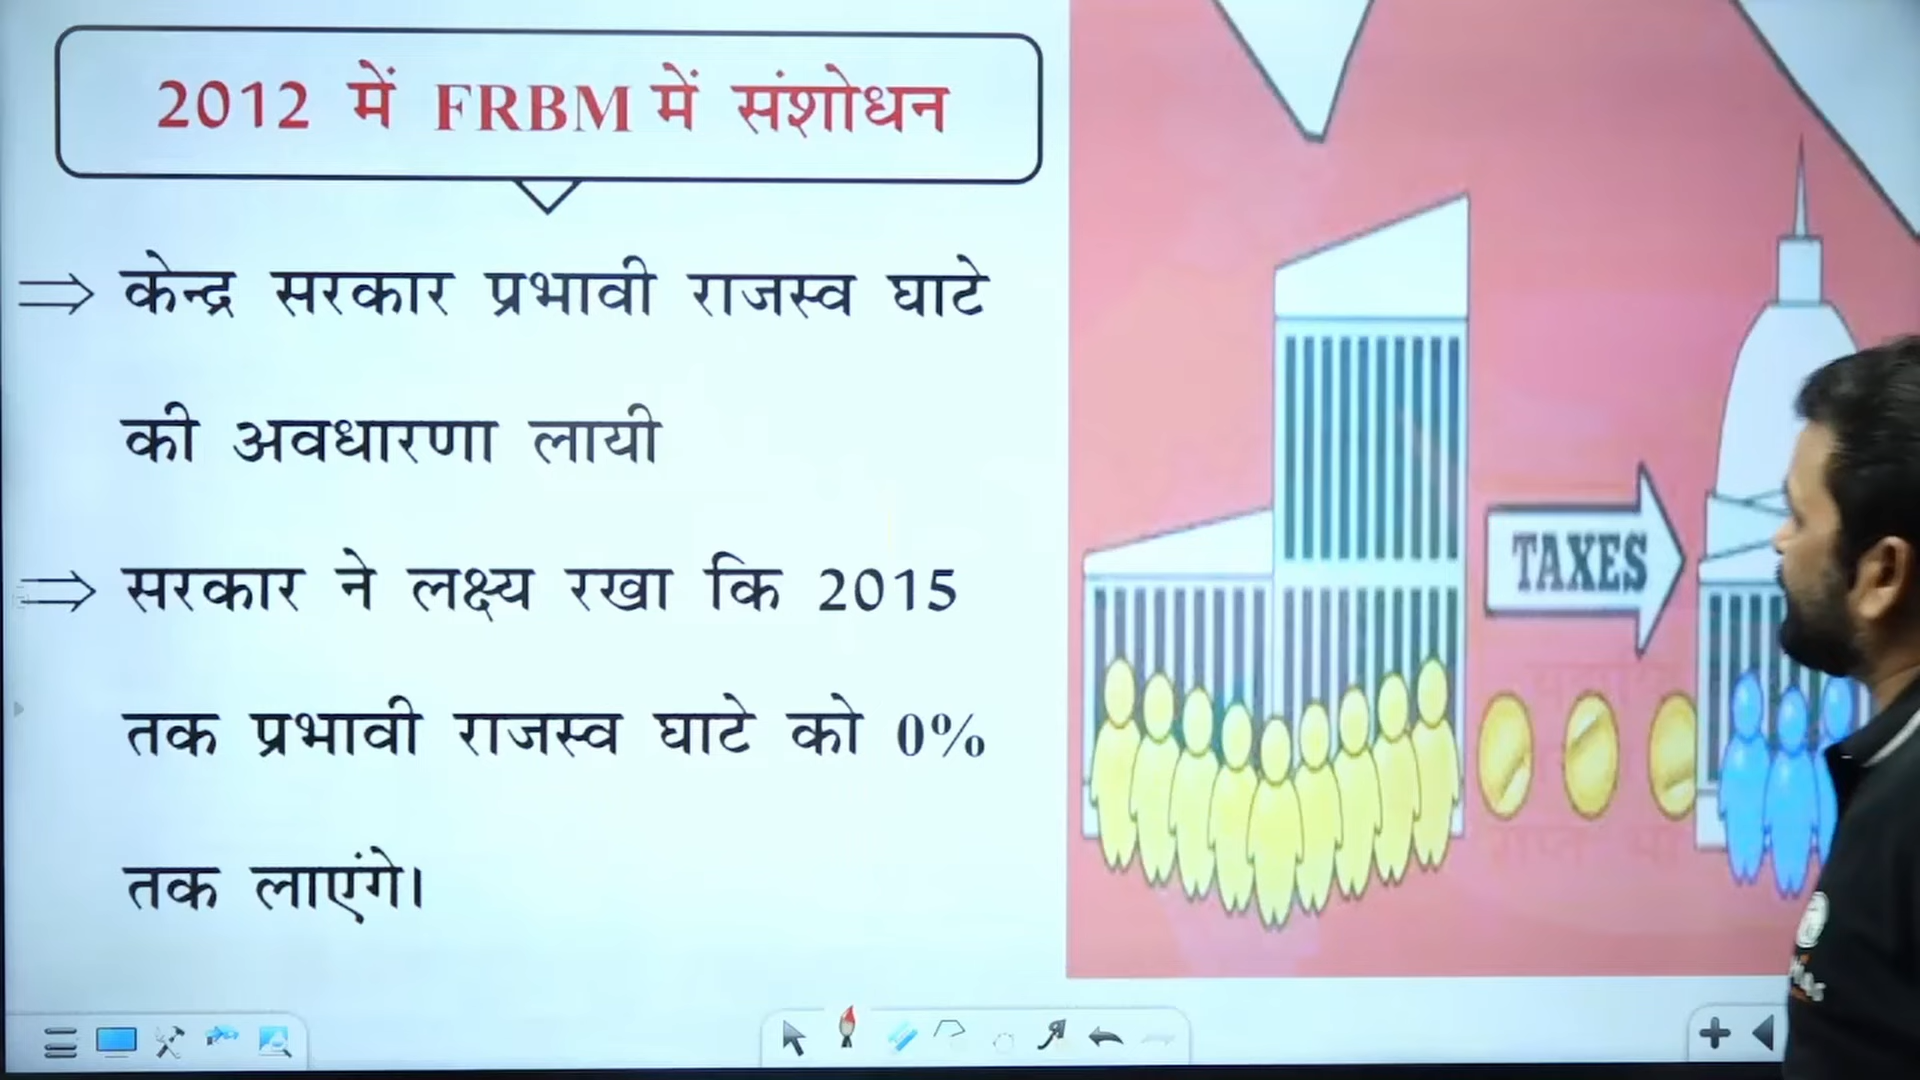 2012 में FRBM में संशोधन
⇒ केन्द्र सरकार प्रभावी राजस्व घाटे
की अवधारणा लायी
⇒ सरकार ने लक्ष्य रखा कि 2015
तक प्रभावी राजस्व घाटे को 0%
तक लाएंगे।
TAXES